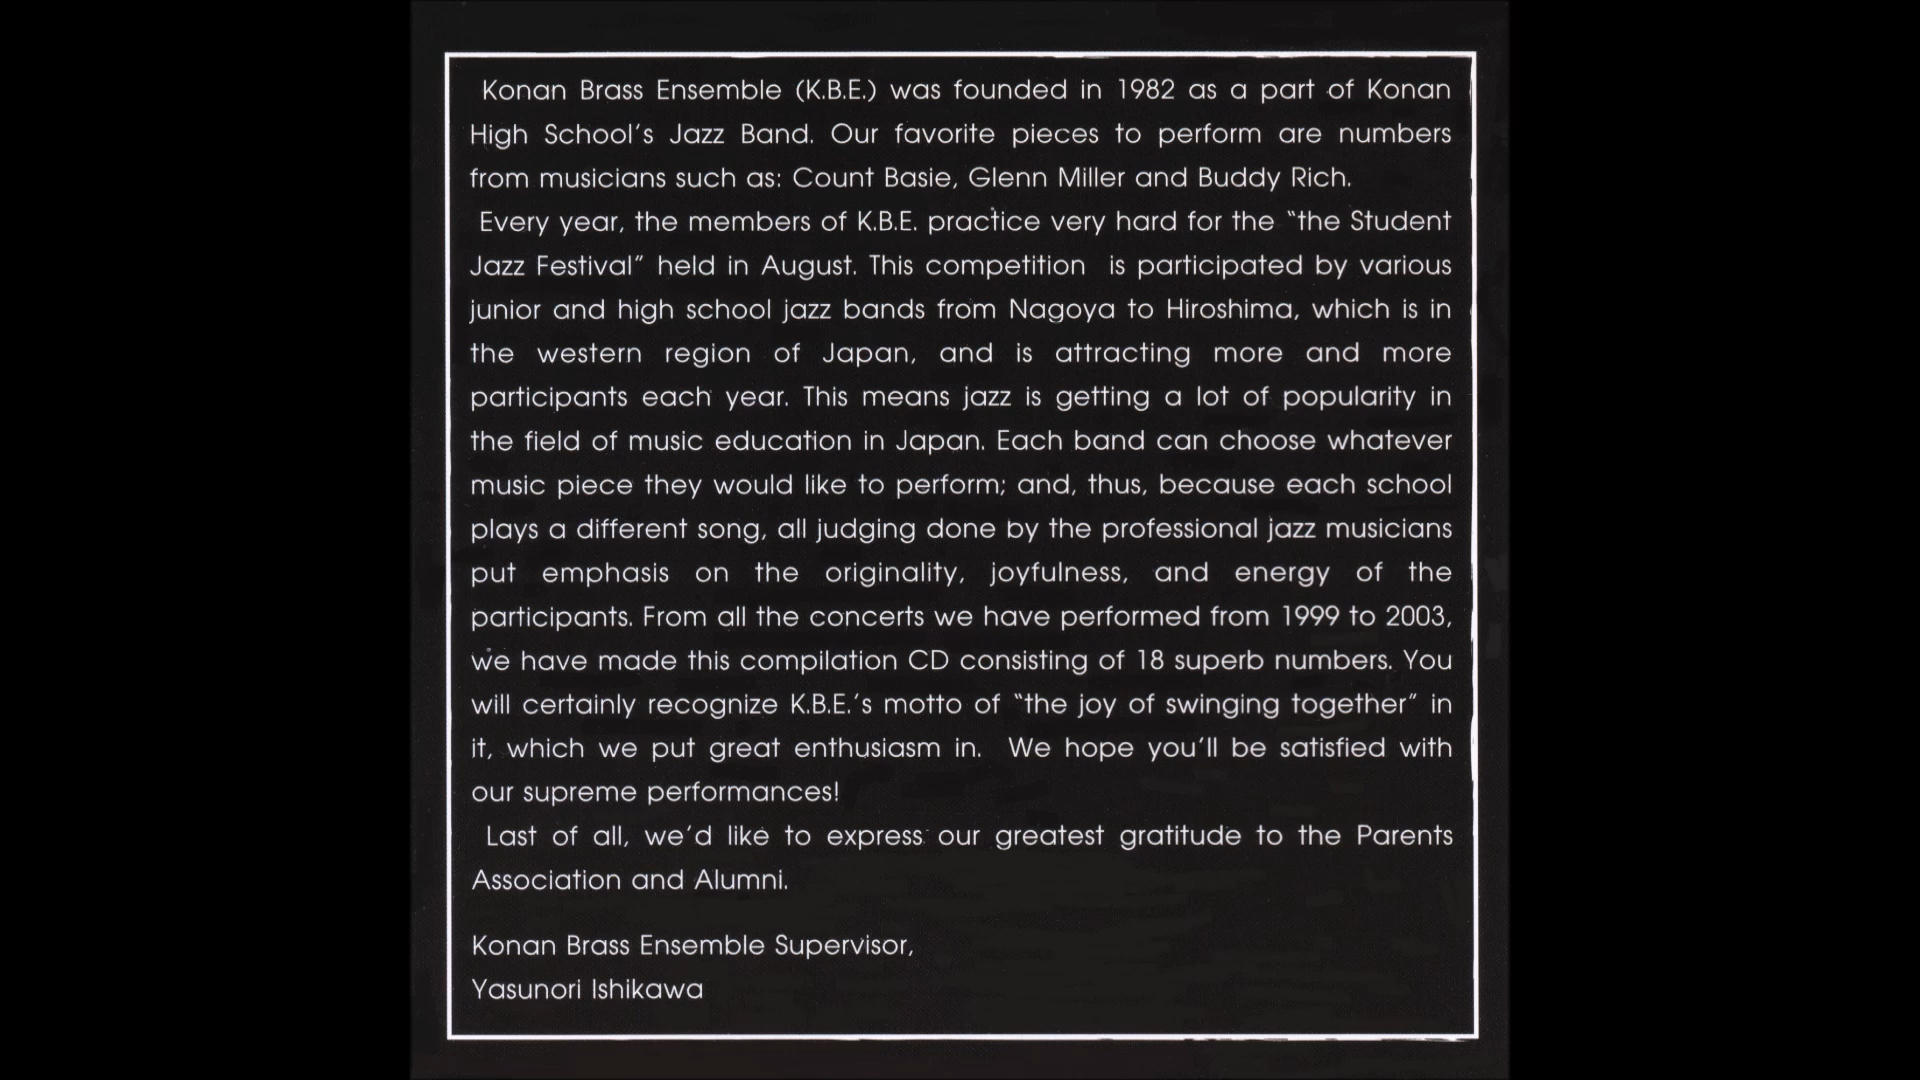 Konan Brass Ensemble (K.B.E.) was founded in 1982 as a part of Konan
High School's Jazz Band. Our favorite pieces to perform are numbers
from musicians such as: Count Basie, Glenn Miller and Buddy Rich.
Every year, the members of K.B.E. practice very hard for the “the Student
Jazz Festival” held in August. This competition is participated by various
junior and high school jazz bands from Nagoya to Hiroshima, which is in
the western region of Japan, and is attracting more and more
participants each year. This means jazz is getting a lot of popularity in
the field of music education in Japan. Each band can choose whatever
music piece they would like to perform; and, thus, because each school
plays a different song, all judging done by the professional jazz musicians
put emphasis on the originality, joyfulness, and energy of the
participants. From all the concerts we have performed from 1999 to 2003,
we have made this compilation CD consisting of 18 superb numbers. You
will certainly recognize K.B.E.'s motto of “the joy of swinging together” in
it, which we put great enthusiasm in. We hope you'll be satisfied with
our supreme performances!
Last of all, we'd like to express our greatest gratitude to the Parents
Association and Alumni.
Konan Brass Ensemble Supervisor,
Yasunori Ishikawa